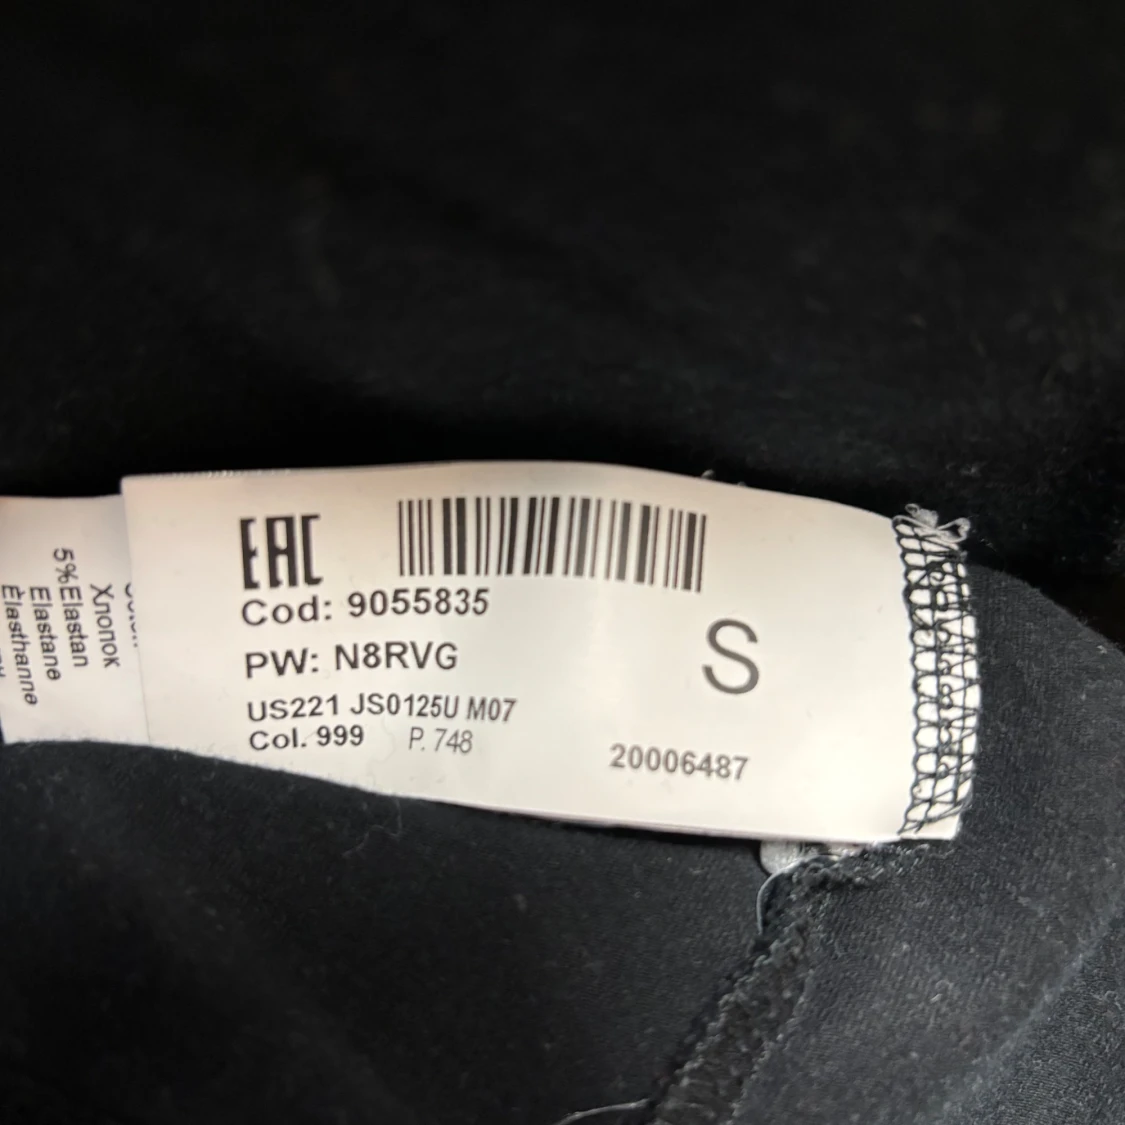 EAC
Cod: 9055835
PW: N8RVG
US221 JS0125U M07
Col. 999 P. 748
S
20006487
Хлопок
5%Elastan
Elastane
Élasthanne